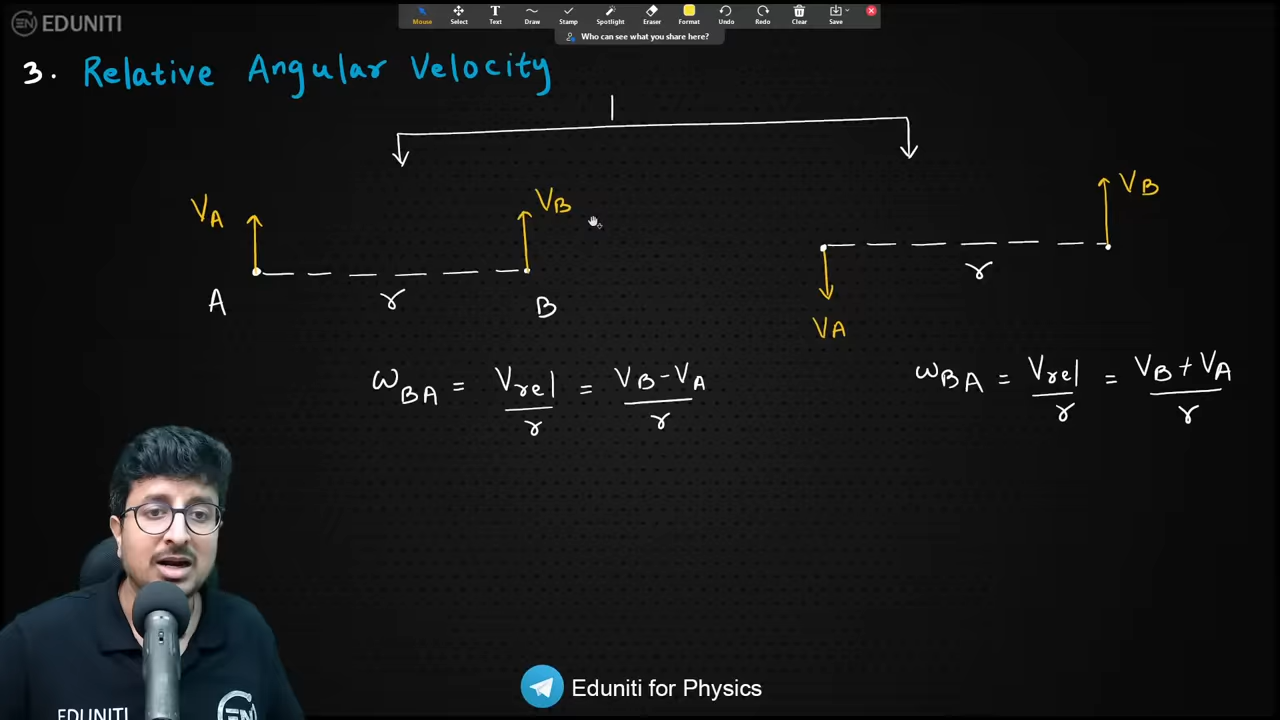 EDUNITI
Mouse Select Text Draw Stamp Spotlight Eraser Format Undo Redo Clear Save
Who can see what you share here?
3. Relative Angular Velocity
VA
VB
A
r
B
ωBA = Vrel/r = VB - VA/r
VB
r
VA
ωBA = Vrel/r = VB + VA/r
EDUNITI
Eduniti for Physics